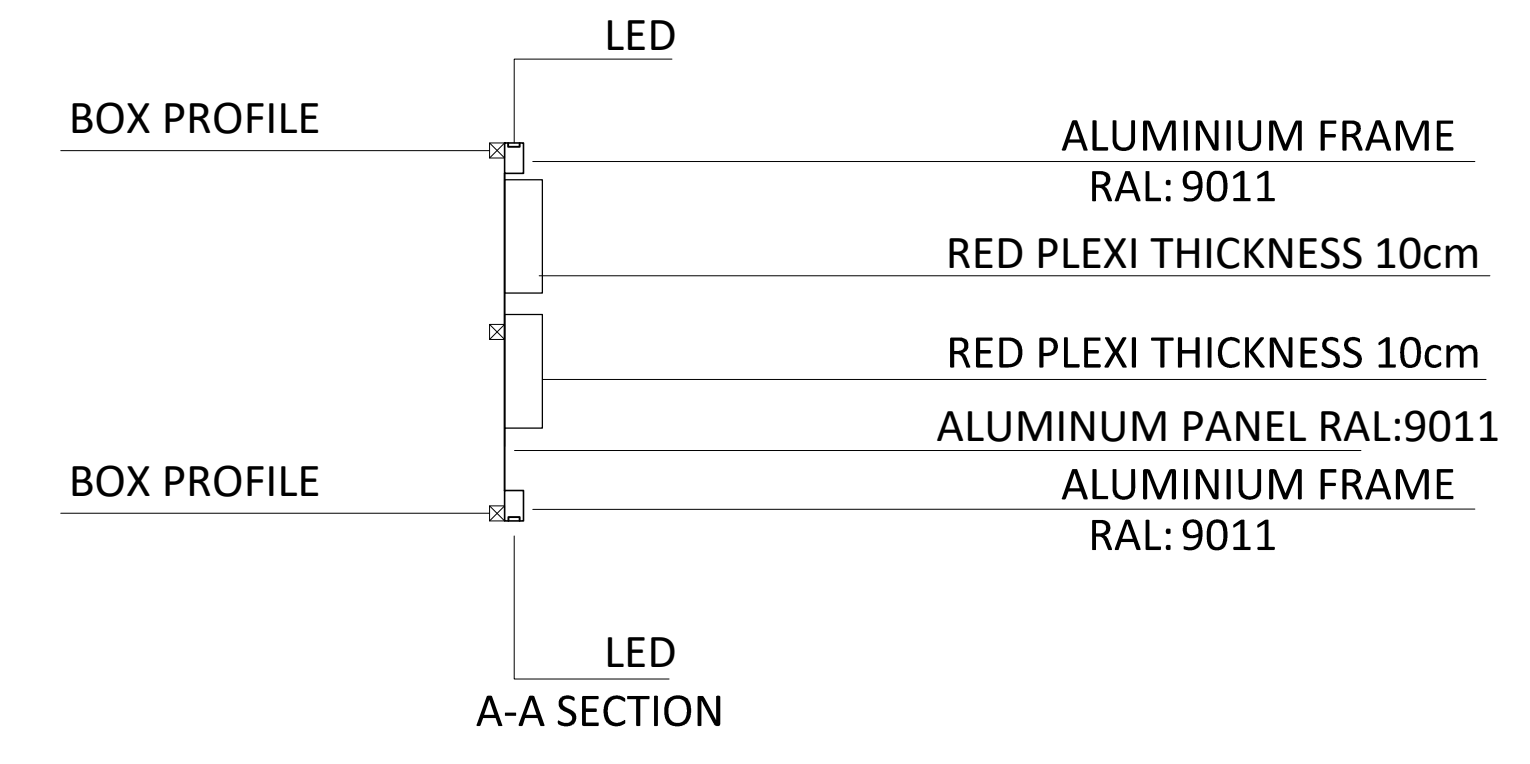 LED
BOX PROFILE
ALUMINIUM FRAME
RAL: 9011
RED PLEXI THICKNESS 10cm
RED PLEXI THICKNESS 10cm
ALUMINUM PANEL RAL:9011
BOX PROFILE
ALUMINIUM FRAME
RAL: 9011
LED
A-A SECTION